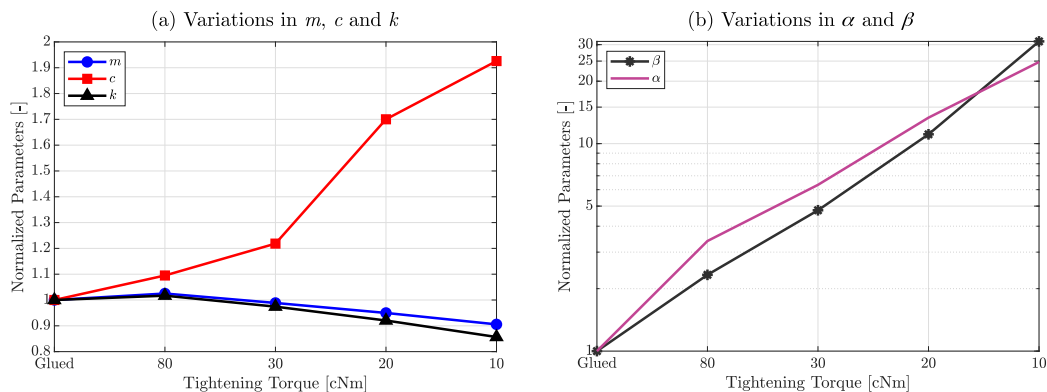 (a) Variations in m, c and k
2
1.9
1.8
1.7
1.6
1.5
1.4
1.3
1.2
1.1
1
0.9
0.8
Normalized Parameters [-]
m
c
k
Glued 80 30 20 10
Tightening Torque [cNm]
(b) Variations in α and β
30
25
20
15
10
5
1
Normalized Parameters [-]
β
α
Glued 80 30 20 10
Tightening Torque [cNm]